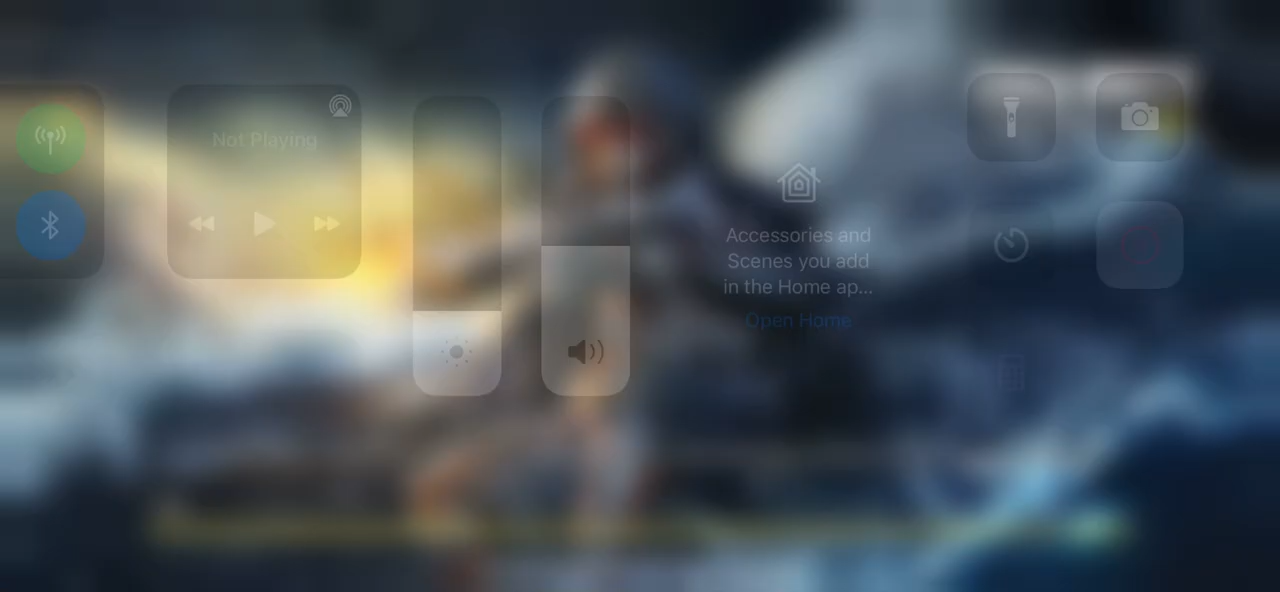 Not Playing
Accessories and
Scenes you add
in the Home ap...
Open Home